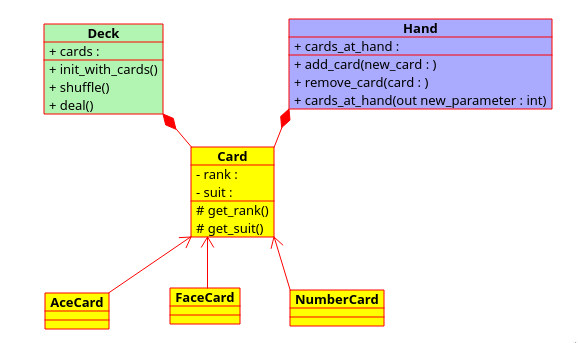 Deck
+ cards :
+ init_with_cards()
+ shuffle()
+ deal()
Hand
+ cards_at_hand :
+ add_card(new_card : )
+ remove_card(card : )
+ cards_at_hand(out new_parameter : int)
Card
- rank :
- suit :
# get_rank()
# get_suit()
AceCard
FaceCard
NumberCard